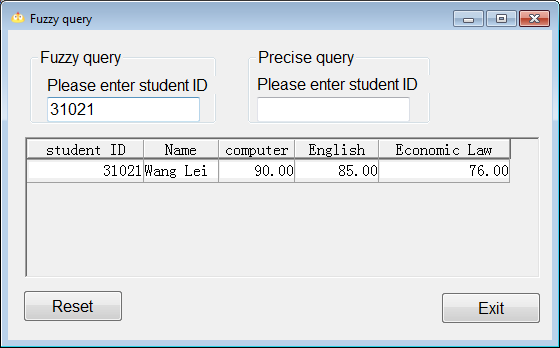 Fuzzy query
Fuzzy query Precise query
Please enter student ID Please enter student ID
31021
student ID Name computer English Economic Law
31021 Wang Lei 90.00 85.00 76.00
Reset Exit